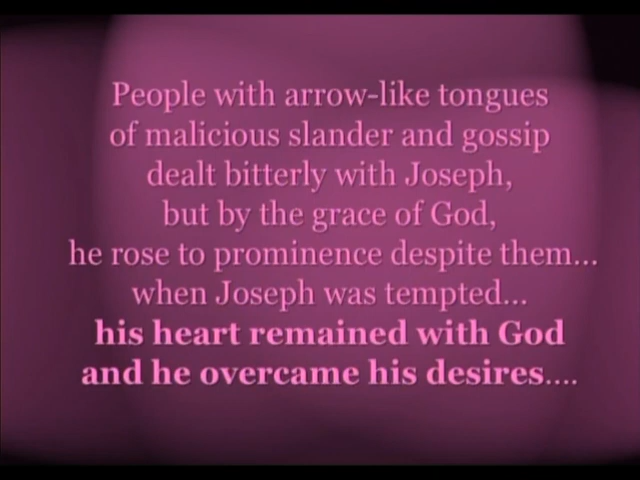 People with arrow-like tongues
of malicious slander and gossip
dealt bitterly with Joseph,
but by the grace of God,
he rose to prominence despite them...
when Joseph was tempted...
his heart remained with God
and he overcame his desires....